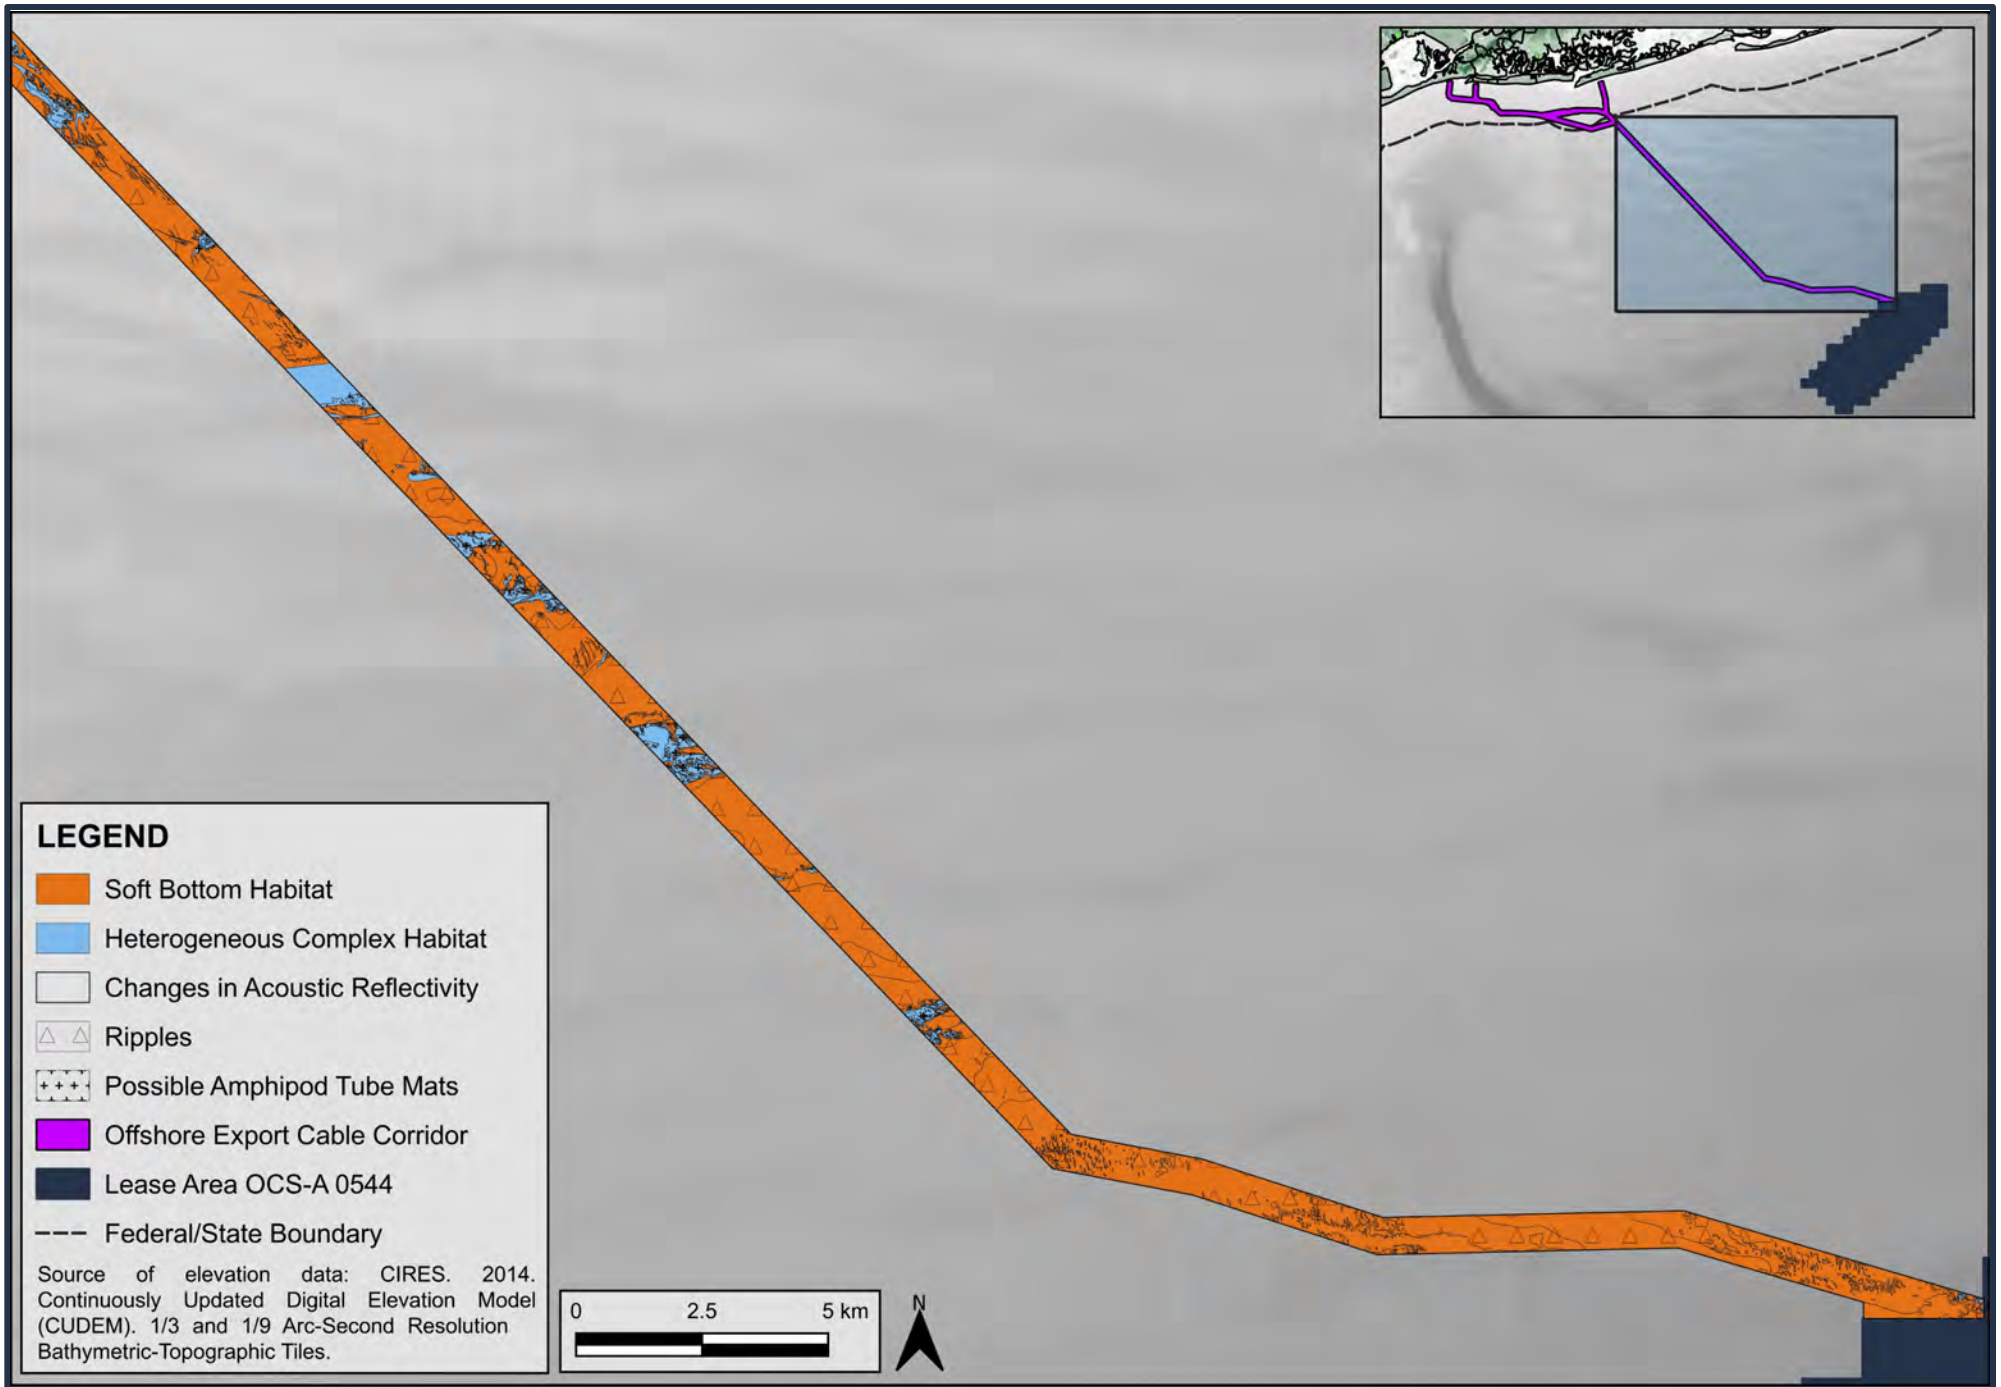 LEGEND
Soft Bottom Habitat
Heterogeneous Complex Habitat
Changes in Acoustic Reflectivity
Ripples
Possible Amphipod Tube Mats
Offshore Export Cable Corridor
Lease Area OCS-A 0544
Federal/State Boundary
Source of elevation data: CIRES. 2014.
Continuously Updated Digital Elevation Model
(CUDEM). 1/3 and 1/9 Arc-Second Resolution
Bathymetric-Topographic Tiles.
0 2.5 5 km
N